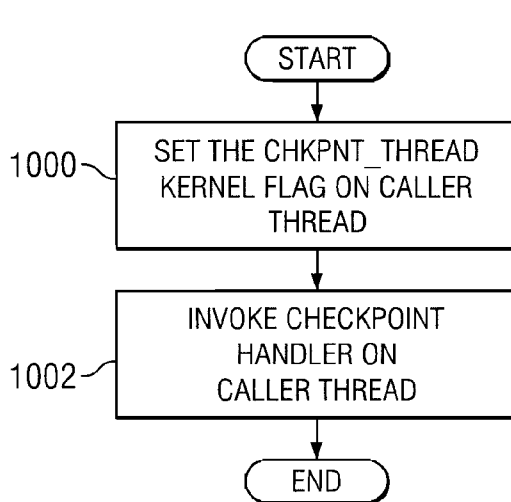 START
1000
SET THE CHKPNT_THREAD
KERNEL FLAG ON CALLER
THREAD
1002
INVOKE CHECKPOINT
HANDLER ON
CALLER THREAD
END